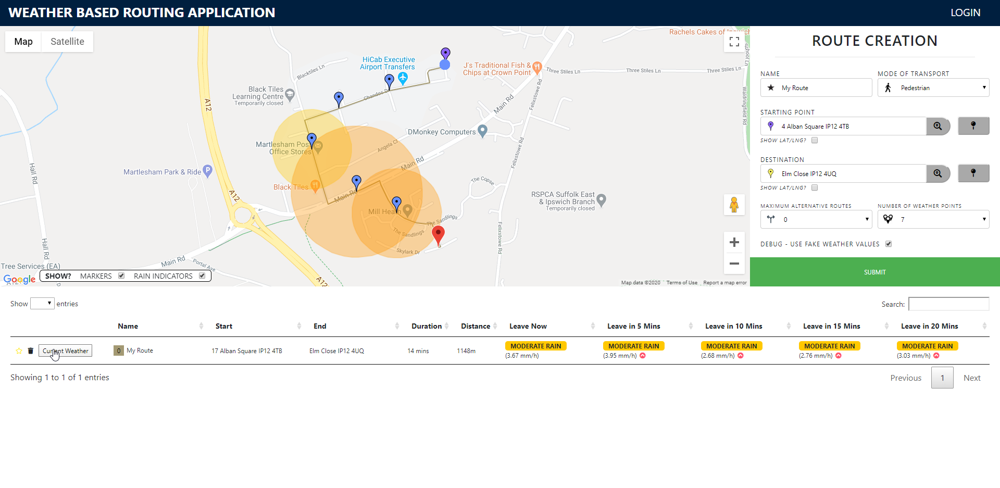 WEATHER BASED ROUTING APPLICATION
LOGIN
Map
Satellite
Rachels Cakes of Ipswich
HiCab Executive
Airport Transfers
J's Traditional Fish &
Chips at Crown Point
Three Stiles Ln
Three Stiles Ln
Three Stiles Ln
School Ln
Blacktiles Ln
Black Tiles
Learning Centre
Temporarily closed
Chandos Dr
Main Rd
Felixstowe Rd
Waldringfield Rd
A12
DMonkey Computers
Martlesham Post
Office Stores
Angela Cl
Main Rd
Felixstowe Rd
Hall Rd
Martlesham Park & Ride
P
Black Tiles
The Copse
Main Rd
A12
RSPCA Suffolk East
& Ipswich Branch
Temporarily closed
Mill Heath
The Sandlings
The Sandlings
Felixstowe Rd
Hall Rd
Skylark Dr
Main Rd
Portal Ave
Tree Services (EA)
A12
A12
Google
SHOW?
MARKERS
RAIN INDICATORS
Map data ©2020
Terms of Use
Report a map error
ROUTE CREATION
NAME
MODE OF TRANSPORT
My Route
Pedestrian
STARTING POINT
4 Alban Square IP12 4TB
SHOW LAT/LNG?
DESTINATION
Elm Close IP12 4UQ
SHOW LAT/LNG?
MAXIMUM ALTERNATIVE ROUTES
NUMBER OF WEATHER POINTS
0
7
DEBUG - USE FAKE WEATHER VALUES
SUBMIT
Show entries
Search:
Name Start End Duration Distance Leave Now Leave in 5 Mins Leave in 10 Mins Leave in 15 Mins Leave in 20 Mins
Current Weather 0 My Route 17 Alban Square IP12 4TB Elm Close IP12 4UQ 14 mins 1148m
MODERATE RAIN MODERATE RAIN MODERATE RAIN MODERATE RAIN MODERATE RAIN
(3.67 mm/h) (3.95 mm/h) (2.68 mm/h) (2.76 mm/h) (3.03 mm/h)
Showing 1 to 1 of 1 entries
Previous 1 Next